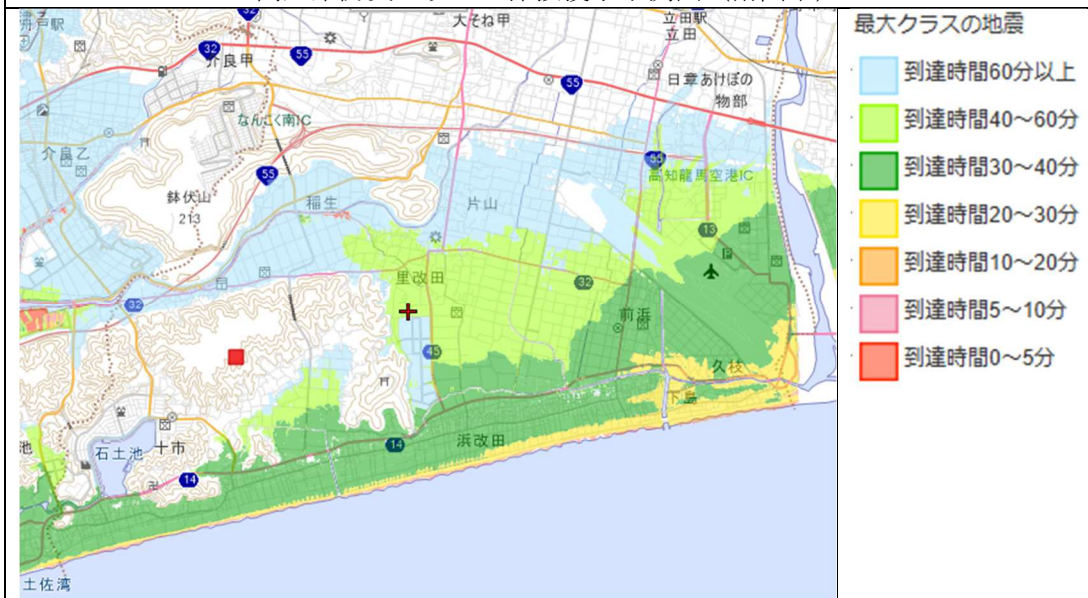 大そね甲
立田駅
立田
介良甲
日章あけぼの
物部
なんこく南IC
介良乙
高知龍馬空港IC
鉢伏山
213
稲生
片山
里改田
前浜
久枝
下島
浜改田
石土池
十市
池
土佐湾
32
32
55
55
55
55
32
32
45
13
14
14
最大クラスの地震
到達時間60分以上
到達時間40～60分
到達時間30～40分
到達時間20～30分
到達時間10～20分
到達時間5～10分
到達時間0～5分